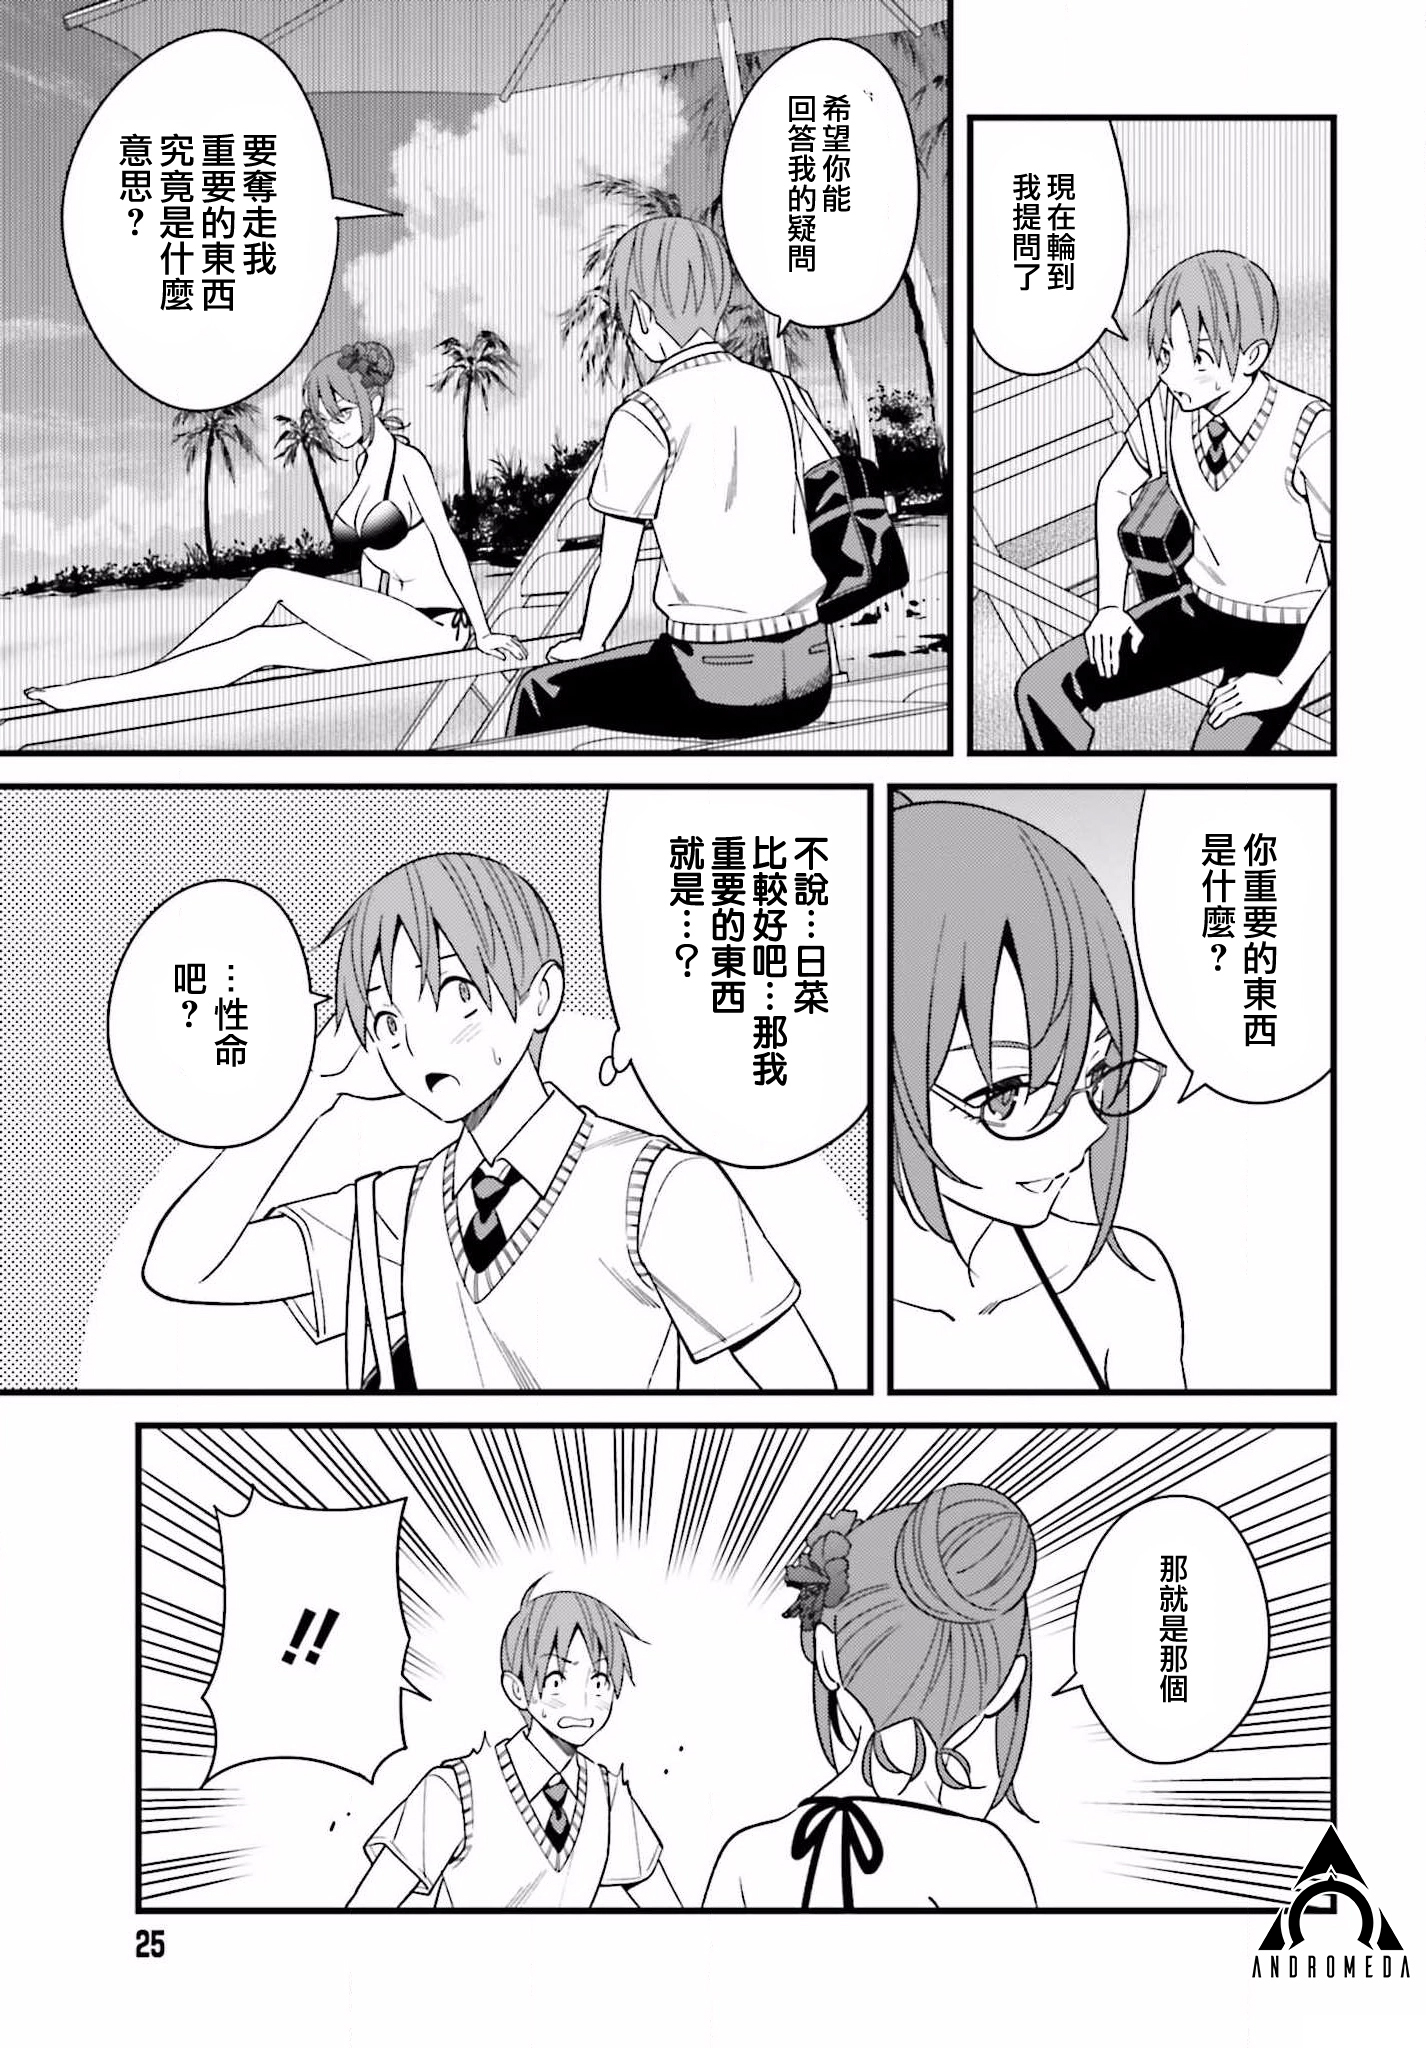 現在輪到
我提問了
希望你能
回答我的疑問
要奪走我
重要的東西
究竟是什麼
意思?
你重要的東西
是什麼?
不說…日菜
比較好吧…那我
重要的東西
就是…?
…性命
吧?
那就是那個
!!
25
ANDROMEDA